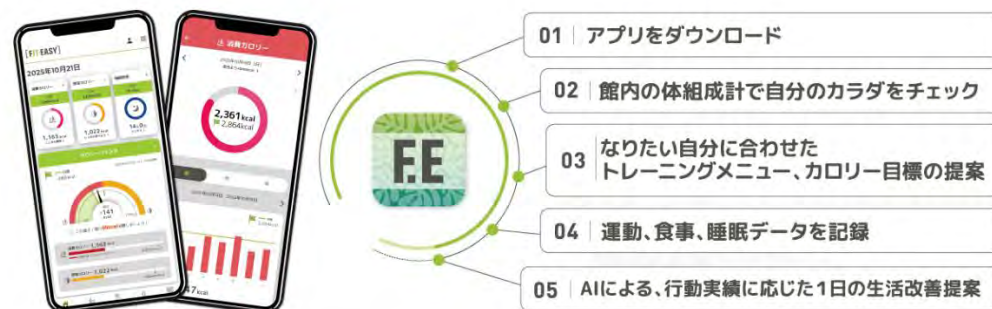 [FIT EASY]
2025年10月21日
1,163 kcal
1,022 kcal
消費カロリー
2,361kcal
2,864kcal
F.E
01 アプリをダウンロード
02 館内の体組成計で自分のカラダをチェック
03 なりたい自分に合わせた
トレーニングメニュー、カロリー目標の提案
04 運動、食事、睡眠データを記録
05 AIによる、行動実績に応じた1日の生活改善提案